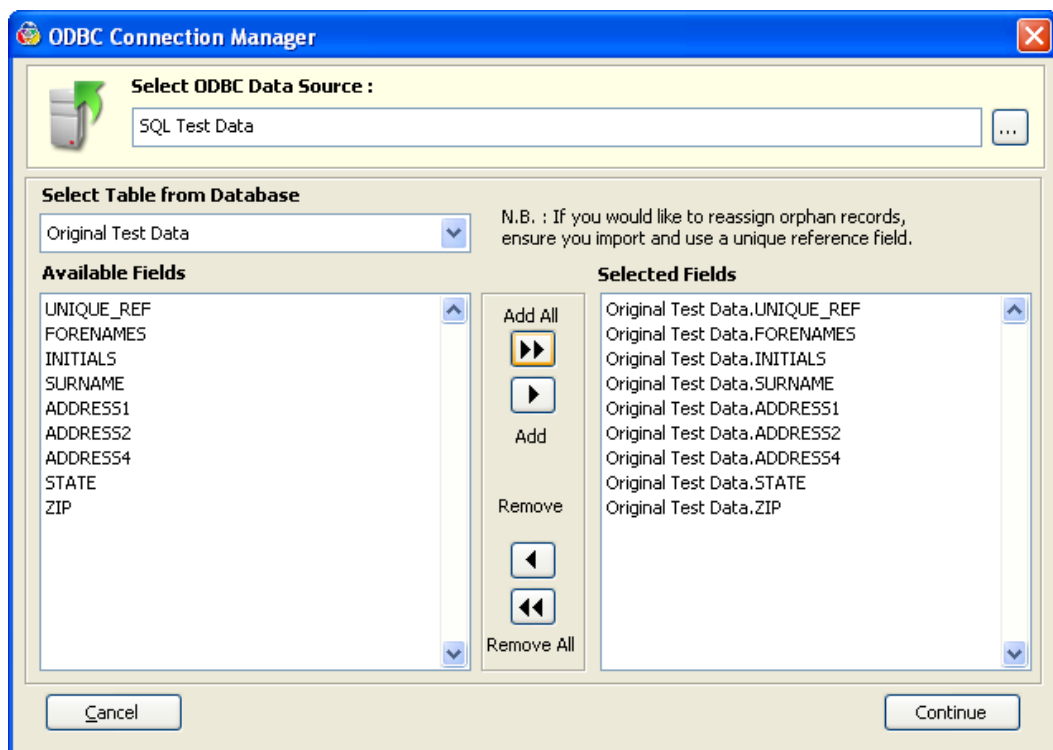 ODBC Connection Manager
Select ODBC Data Source :
SQL Test Data
...
Select Table from Database
Original Test Data
N.B. : If you would like to reassign orphan records,
ensure you import and use a unique reference field.
Available Fields
UNIQUE_REF
FORENAMES
INITIALS
SURNAME
ADDRESS1
ADDRESS2
ADDRESS4
STATE
ZIP
Add All
Add
Remove
Remove All
Selected Fields
Original Test Data.UNIQUE_REF
Original Test Data.FORENAMES
Original Test Data.INITIALS
Original Test Data.SURNAME
Original Test Data.ADDRESS1
Original Test Data.ADDRESS2
Original Test Data.ADDRESS4
Original Test Data.STATE
Original Test Data.ZIP
Cancel
Continue